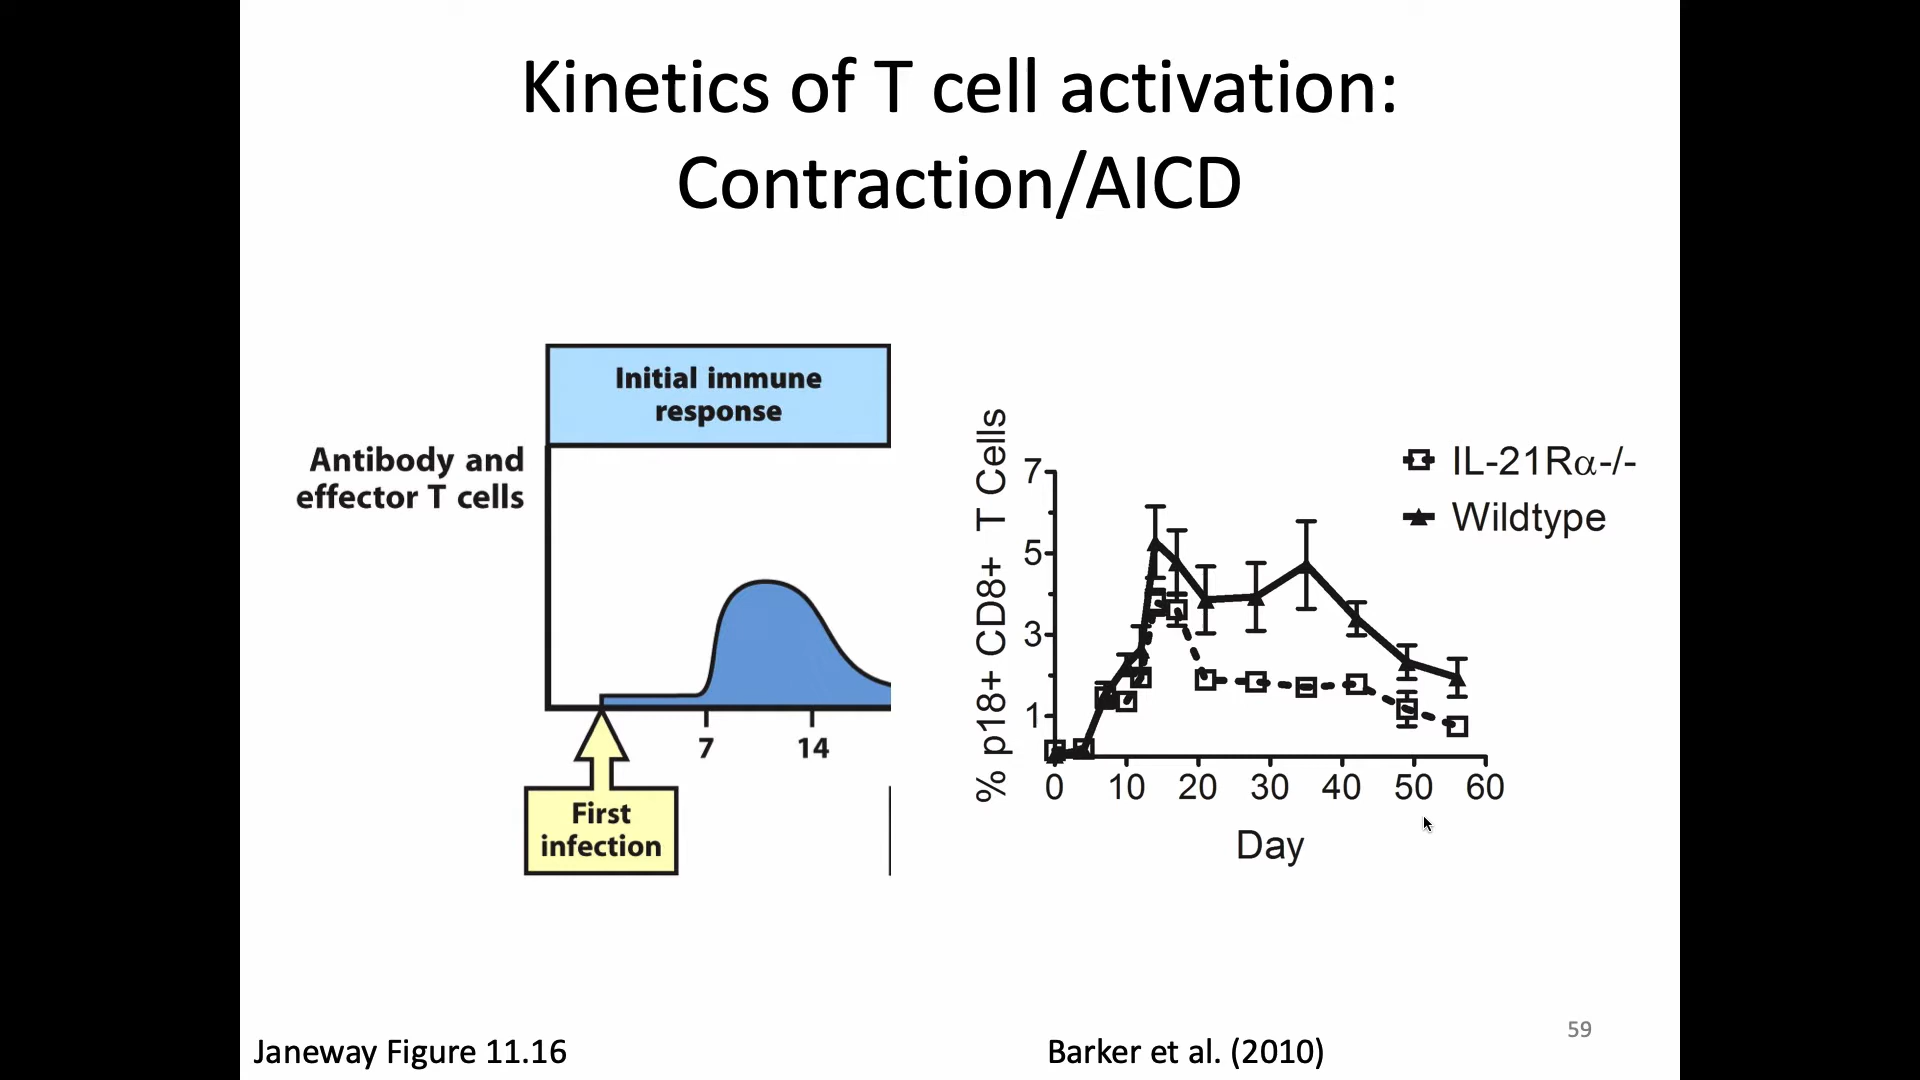 Kinetics of T cell activation:
Contraction/AICD
Initial immune
response
Antibody and
effector T cells
7
14
First
infection
% p18+ CD8+ T Cells
7
5
3
1
0 10 20 30 40 50 60
Day
IL-21Rα-/-
Wildtype
59
Janeway Figure 11.16
Barker et al. (2010)